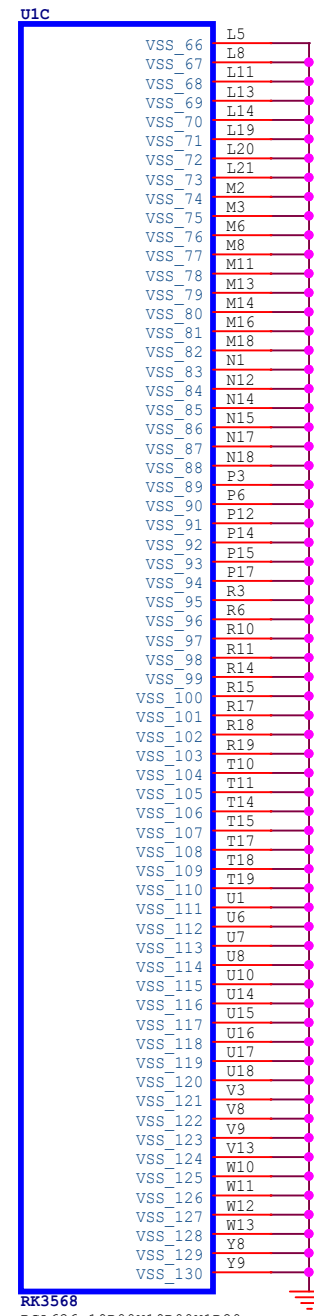 U1C
VSS_66 L5
VSS_67 L8
VSS_68 L11
VSS_69 L13
VSS_70 L14
VSS_71 L19
VSS_72 L20
VSS_73 L21
VSS_74 M2
VSS_75 M3
VSS_76 M6
VSS_77 M8
VSS_78 M11
VSS_79 M13
VSS_80 M14
VSS_81 M16
VSS_82 M18
VSS_83 N1
VSS_84 N12
VSS_85 N14
VSS_86 N15
VSS_87 N17
VSS_88 N18
VSS_89 P3
VSS_90 P6
VSS_91 P12
VSS_92 P14
VSS_93 P15
VSS_94 P17
VSS_95 R3
VSS_96 R6
VSS_97 R10
VSS_98 R11
VSS_99 R14
VSS_100 R15
VSS_101 R17
VSS_102 R18
VSS_103 R19
VSS_104 T10
VSS_105 T11
VSS_106 T14
VSS_107 T15
VSS_108 T17
VSS_109 T18
VSS_110 T19
VSS_111 U1
VSS_112 U6
VSS_113 U7
VSS_114 U8
VSS_115 U10
VSS_116 U14
VSS_117 U15
VSS_118 U16
VSS_119 U17
VSS_120 U18
VSS_121 V3
VSS_122 V8
VSS_123 V9
VSS_124 V13
VSS_125 W10
VSS_126 W11
VSS_127 W12
VSS_128 W13
VSS_129 Y8
VSS_130 Y9
RK3568